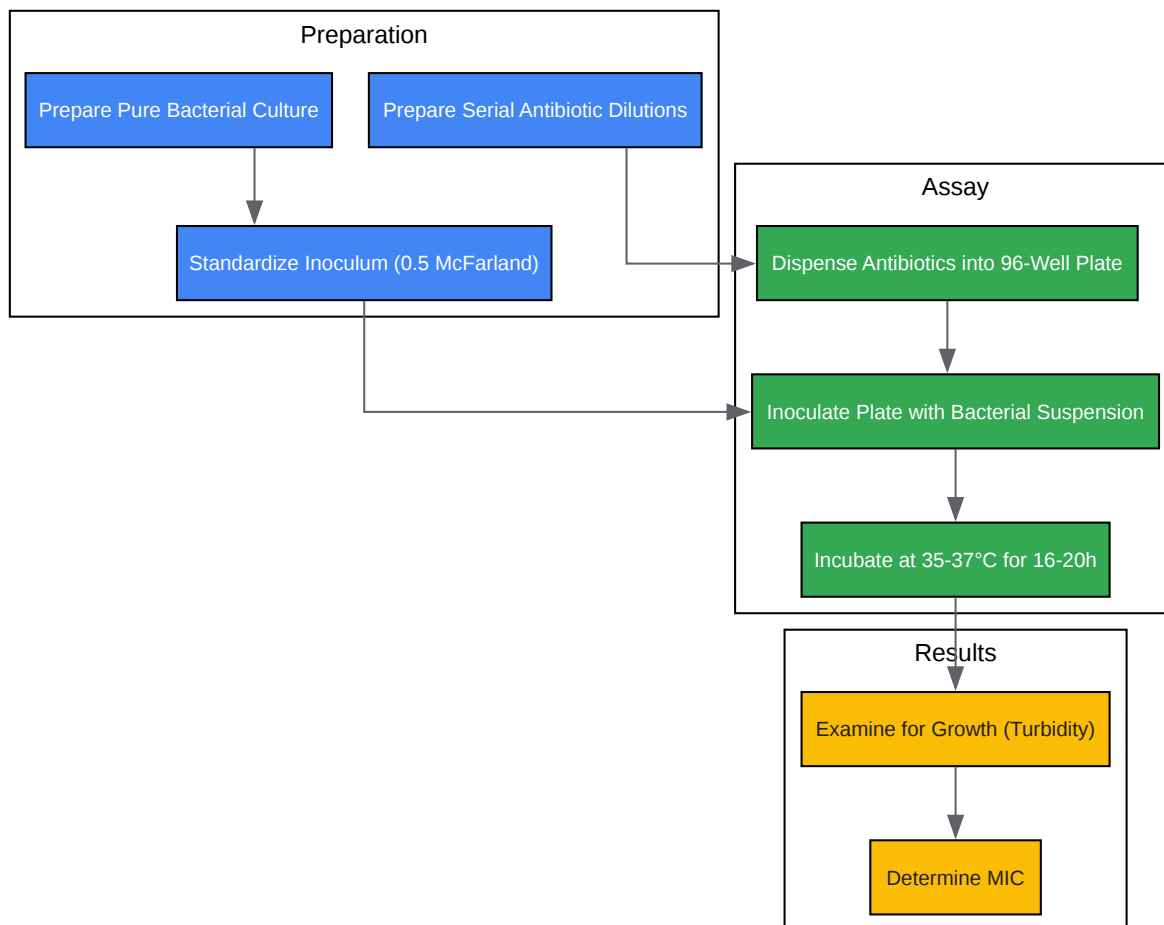 Preparation
Prepare Pure Bacterial Culture
Prepare Serial Antibiotic Dilutions
Standardize Inoculum (0.5 McFarland)
Assay
Dispense Antibiotics into 96-Well Plate
Inoculate Plate with Bacterial Suspension
Incubate at 35-37°C for 16-20h
Results
Examine for Growth (Turbidity)
Determine MIC